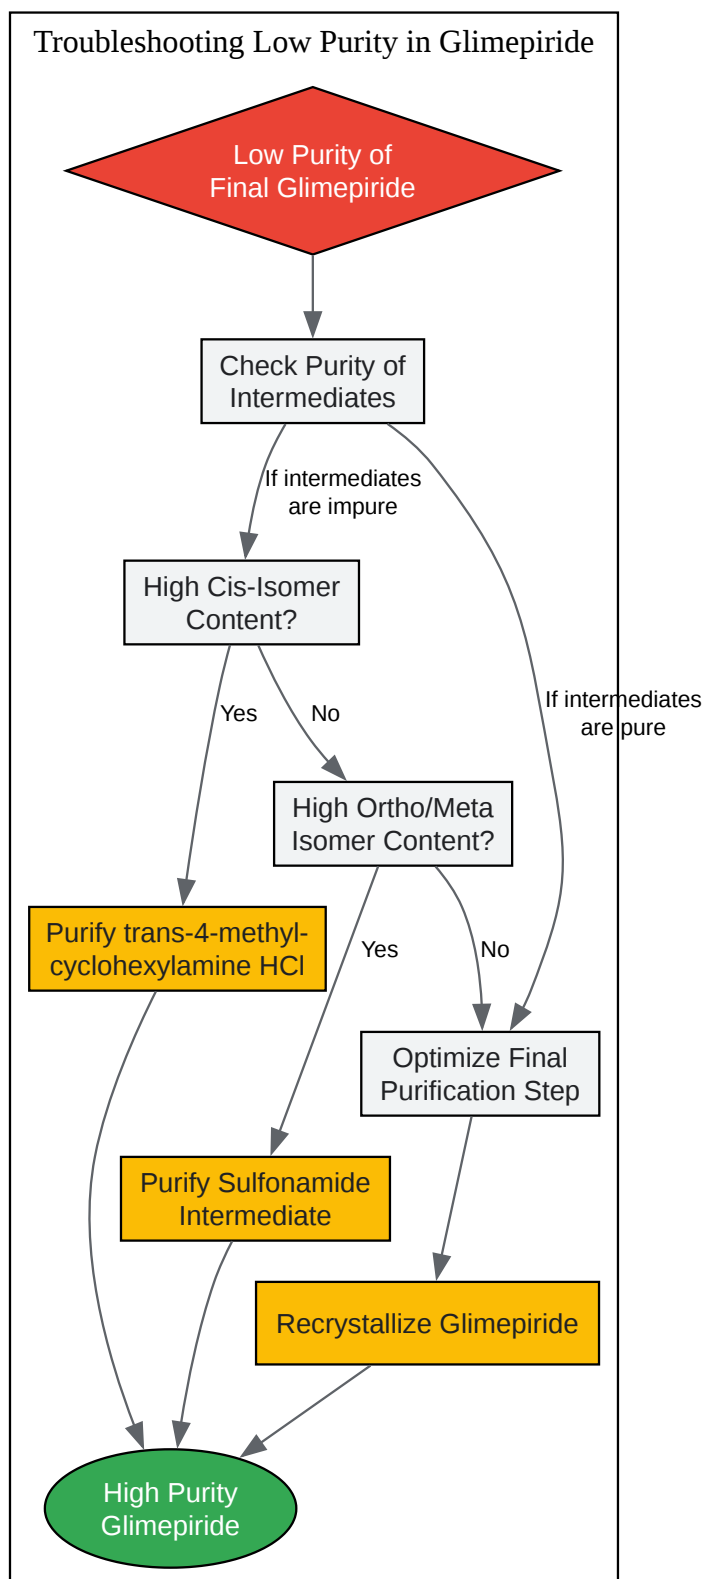 Troubleshooting Low Purity in Glimepiride
Low Purity of
Final Glimepiride
Check Purity of
Intermediates
If intermediates
are impure
High Cis-Isomer
Content?
If intermediates
are pure
Yes
No
High Ortho/Meta
Isomer Content?
Purify trans-4-methyl-
cyclohexylamine HCl
Yes
No
Optimize Final
Purification Step
Purify Sulfonamide
Intermediate
Recrystallize Glimepiride
High Purity
Glimepiride